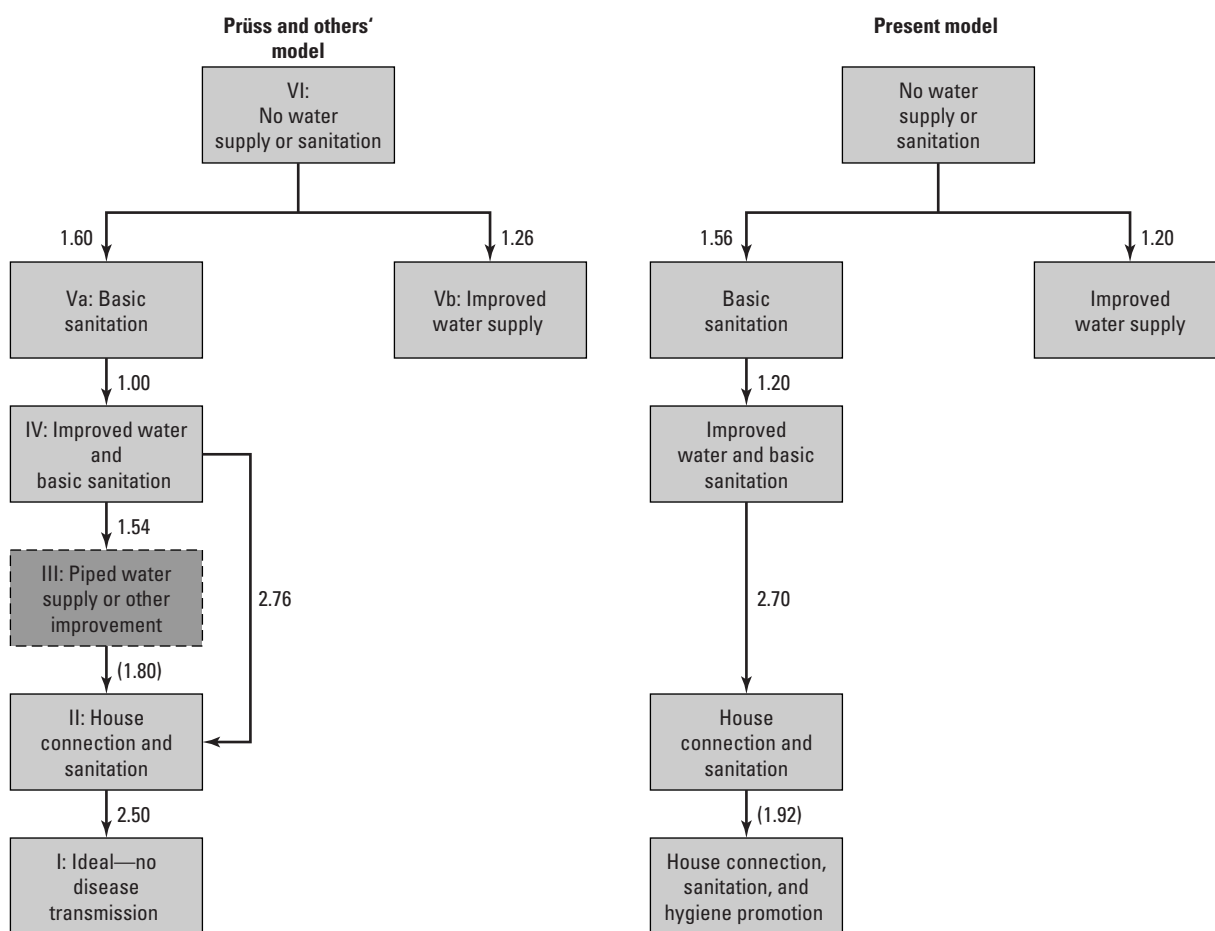 Prüss and others‘
model
VI:
No water
supply or sanitation
1.60
1.26
Va: Basic
sanitation
Vb: Improved
water supply
1.00
IV: Improved water
and
basic sanitation
1.54
III: Piped water
supply or other
improvement
2.76
(1.80)
II: House
connection and
sanitation
2.50
I: Ideal—no
disease
transmission
Present model
No water
supply or
sanitation
1.56
1.20
Basic
sanitation
Improved
water supply
1.20
Improved
water and basic
sanitation
2.70
House
connection and
sanitation
(1.92)
House connection,
sanitation, and
hygiene promotion